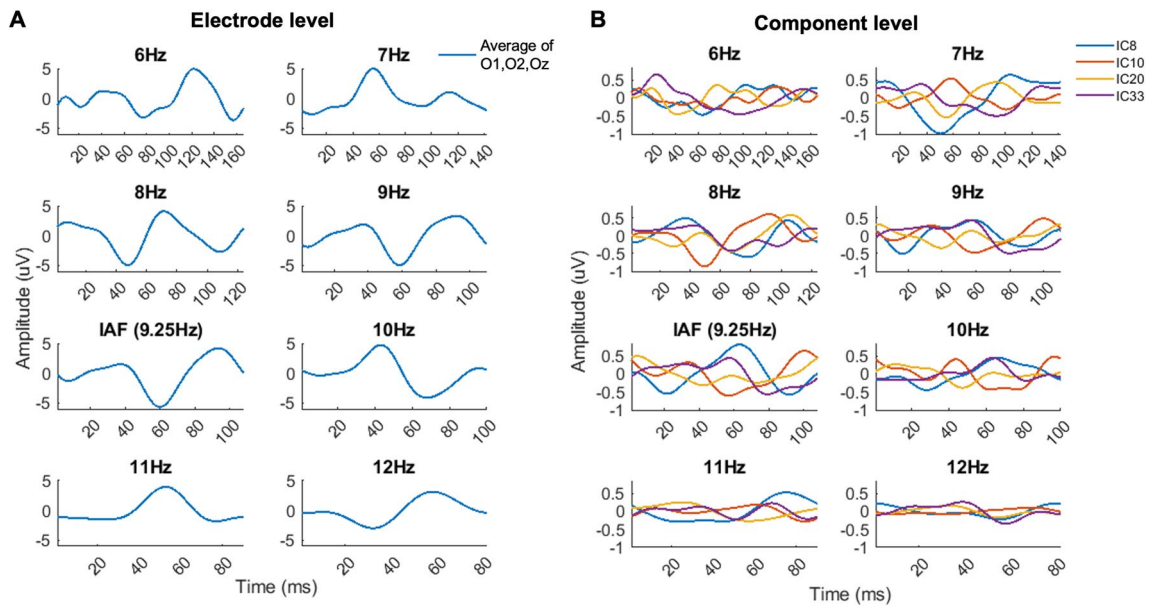 A Electrode level
6Hz
7Hz
Average of
O1,O2,Oz
5
0
-5
20 40 60 80 100 120 140 160
5
0
-5
20 40 60 80 100 120 140
8Hz
9Hz
5
0
-5
20 40 60 80 100 120
5
0
-5
20 40 60 80 100
IAF (9.25Hz)
10Hz
5
0
-5
20 40 60 80 100
5
0
-5
20 40 60 80 100
11Hz
12Hz
5
0
-5
20 40 60 80
5
0
-5
20 40 60 80
Amplitude (uV)
Time (ms)
B Component level
6Hz
7Hz
IC8
IC10
IC20
IC33
0.5
0
-0.5
-1
20 40 60 80 100 120 140 160
0.5
0
-0.5
-1
20 40 60 80 100 120 140
8Hz
9Hz
0.5
0
-0.5
-1
20 40 60 80 100 120
0.5
0
-0.5
-1
20 40 60 80 100
IAF (9.25Hz)
10Hz
0.5
0
-0.5
-1
20 40 60 80 100
0.5
0
-0.5
-1
20 40 60 80 100
11Hz
12Hz
0.5
0
-0.5
-1
20 40 60 80
0.5
0
-0.5
-1
20 40 60 80
Amplitude (uV)
Time (ms)